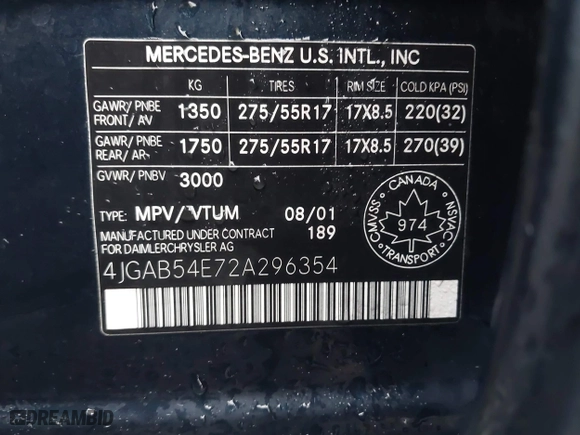 MERCEDES-BENZ U.S. INTL., INC
KG TIRES RIM SIZE COLD KPA (PSI)
GAWR/PNBE FRONT/AV 1350 275/55R17 17X8.5 220(32)
GAWR/PNBE REAR/AR 1750 275/55R17 17X8.5 270(39)
GVWR/PNBV 3000
TYPE: MPV/VTUM 08/01
MANUFACTURED UNDER CONTRACT 189
FOR DAIMLERCHRYSLER AG
4JGAB54E72A296354
CANADA
CMVSS NSVAC
974
DREAMBID